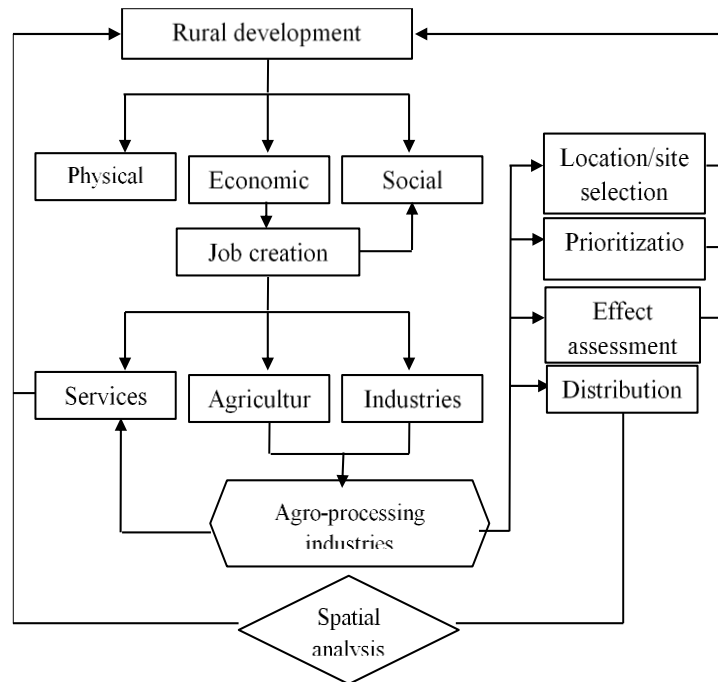 Rural development
Physical
Economic
Social
Location/site
selection
Job creation
Prioritizatio
Effect
assessment
Services
Agricultur
Industries
Distribution
Agro-processing
industries
Spatial
analysis